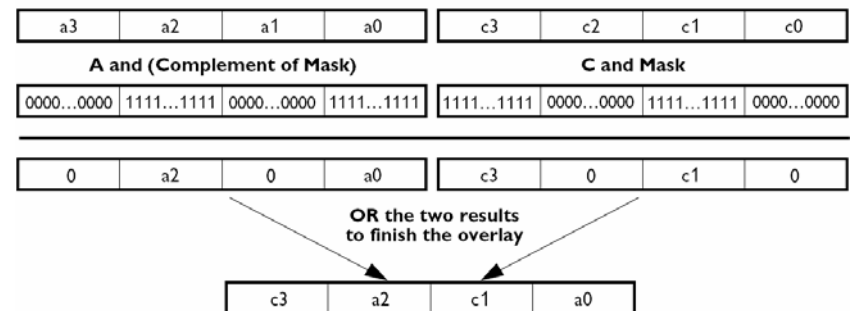 a3 a2 a1 a0 c3 c2 c1 c0
A and (Complement of Mask) C and Mask
0000...0000 1111...1111 0000...0000 1111...1111 1111...1111 0000...0000 1111...1111 0000...0000
0 a2 0 a0 c3 0 c1 0
OR the two results
to finish the overlay
c3 a2 c1 a0